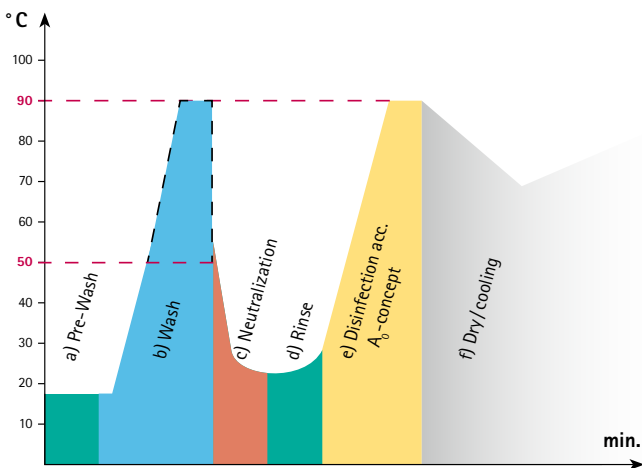 °C
100
90
80
70
60
50
40
30
20
10
a) Pre-Wash
b) Wash
c) Neutralization
d) Rinse
e) Disinfection acc.
A₀-concept
f) Dry/cooling
min.